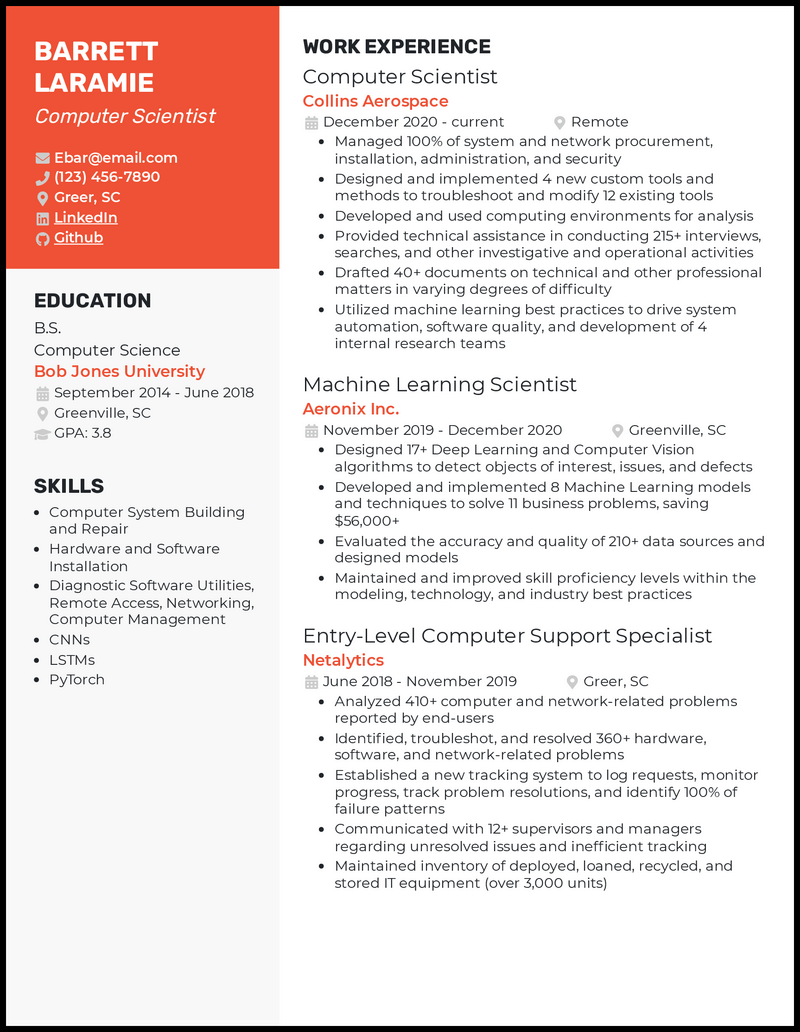 BARRETT
LARAMIE
Computer Scientist
Ebar@email.com
(123) 456-7890
Greer, SC
LinkedIn
Github
EDUCATION
B.S.
Computer Science
Bob Jones University
September 2014 - June 2018
Greenville, SC
GPA: 3.8
SKILLS
• Computer System Building
and Repair
• Hardware and Software
Installation
• Diagnostic Software Utilities,
Remote Access, Networking,
Computer Management
• CNNs
• LSTMs
• PyTorch
WORK EXPERIENCE
Computer Scientist
Collins Aerospace
December 2020 - current Remote
• Managed 100% of system and network procurement,
installation, administration, and security
• Designed and implemented 4 new custom tools and
methods to troubleshoot and modify 12 existing tools
• Developed and used computing environments for analysis
• Provided technical assistance in conducting 215+ interviews,
searches, and other investigative and operational activities
• Drafted 40+ documents on technical and other professional
matters in varying degrees of difficulty
• Utilized machine learning best practices to drive system
automation, software quality, and development of 4
internal research teams
Machine Learning Scientist
Aeronix Inc.
November 2019 - December 2020 Greenville, SC
• Designed 17+ Deep Learning and Computer Vision
algorithms to detect objects of interest, issues, and defects
• Developed and implemented 8 Machine Learning models
and techniques to solve 11 business problems, saving
$56,000+
• Evaluated the accuracy and quality of 210+ data sources and
designed models
• Maintained and improved skill proficiency levels within the
modeling, technology, and industry best practices
Entry-Level Computer Support Specialist
Netalytics
June 2018 - November 2019 Greer, SC
• Analyzed 410+ computer and network-related problems
reported by end-users
• Identified, troubleshot, and resolved 360+ hardware,
software, and network-related problems
• Established a new tracking system to log requests, monitor
progress, track problem resolutions, and identify 100% of
failure patterns
• Communicated with 12+ supervisors and managers
regarding unresolved issues and inefficient tracking
• Maintained inventory of deployed, loaned, recycled, and
stored IT equipment (over 3,000 units)